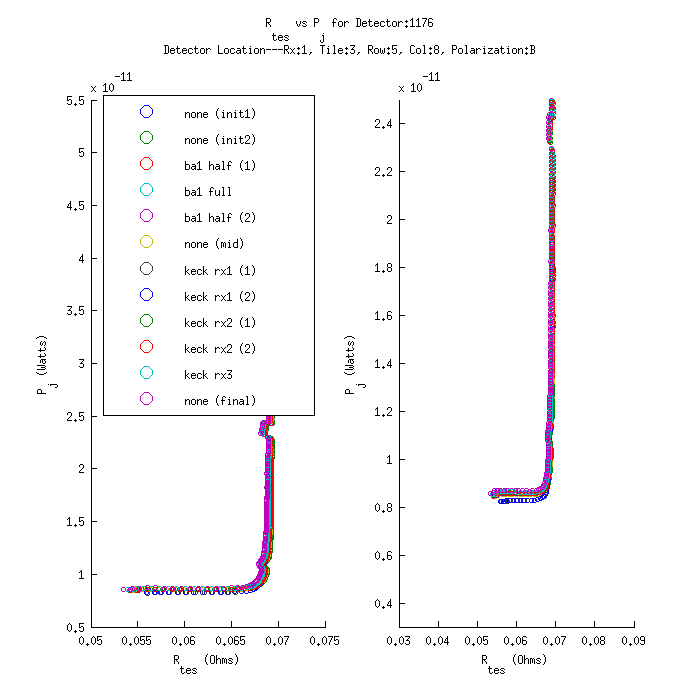 R    vs P  for Detector:1176
tes    j
Detector Location---Rx:1, Tile:3, Row:5, Col:8, Polarization:B
x 10 -11
5.5
5
4.5
4
3.5
3
2.5
2
1.5
1
0.5
P j (Watts)
none (init1)
none (init2)
ba1 half (1)
ba1 full
ba1 half (2)
none (mid)
keck rx1 (1)
keck rx1 (2)
keck rx2 (1)
keck rx2 (2)
keck rx3
none (final)
0.05 0.055 0.06 0.065 0.07 0.075
R tes (Ohms)
x 10 -11
2.4
2.2
2
1.8
1.6
1.4
1.2
1
0.8
0.6
0.4
P j (Watts)
0.03 0.04 0.05 0.06 0.07 0.08 0.09
R tes (Ohms)